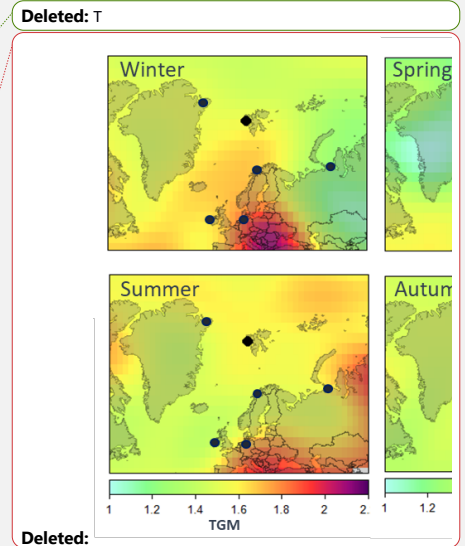 Deleted: T
Winter
Spring
Summer
Autum
1 1.2 1.4 1.6 1.8 2 2. 1 1.2
TGM
Deleted: